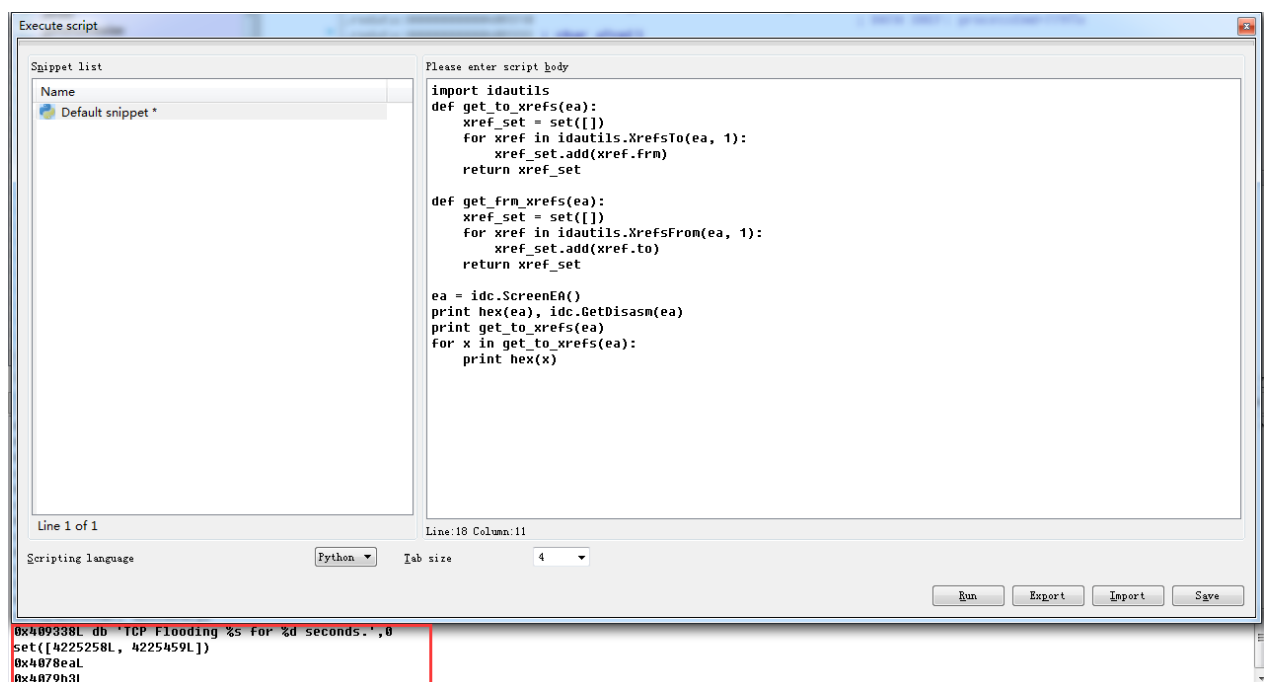 Execute script
Snippet list
Name
Default snippet *
Line 1 of 1
Please enter script body
import idautils
def get_to_xrefs(ea):
    xref_set = set([])
    for xref in idautils.XrefsTo(ea, 1):
        xref_set.add(xref.frm)
    return xref_set
def get_frm_xrefs(ea):
    xref_set = set([])
    for xref in idautils.XrefsFrom(ea, 1):
        xref_set.add(xref.to)
    return xref_set
ea = idc.ScreenEA()
print hex(ea), idc.GetDisasm(ea)
print get_to_xrefs(ea)
for x in get_to_xrefs(ea):
    print hex(x)
Line:18 Column:11
Scripting language
Python
Tab size
4
Run
Export
Import
Save
0x409338L db 'TCP Flooding %s for %d seconds.',0
set([4225258L, 4225459L])
0x4078eaL
0x4079b3L